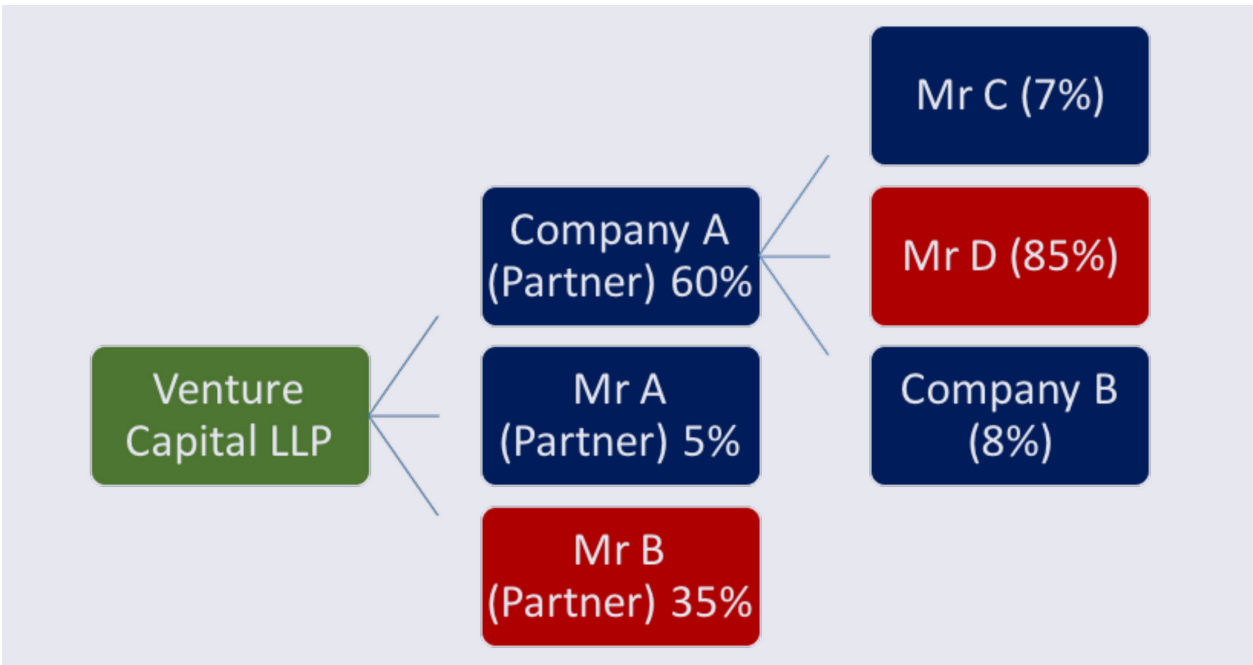 Venture
Capital LLP
Company A
(Partner) 60%
Mr A
(Partner) 5%
Mr B
(Partner) 35%
Mr C (7%)
Mr D (85%)
Company B
(8%)